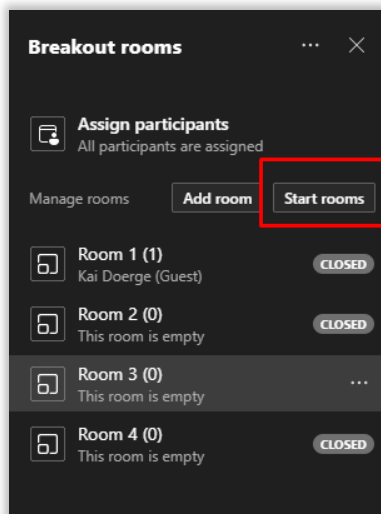 Breakout rooms
Assign participants
All participants are assigned
Manage rooms Add room Start rooms
Room 1 (1)
Kai Doerge (Guest)
CLOSED
Room 2 (0)
This room is empty
CLOSED
Room 3 (0)
This room is empty
Room 4 (0)
This room is empty
CLOSED